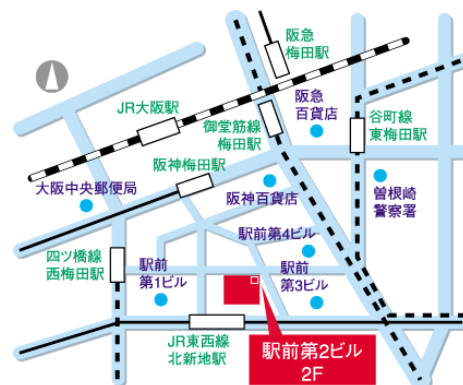 阪急
梅田駅
JR大阪駅
阪急
百貨店
御堂筋線
梅田駅
谷町線
東梅田駅
阪神梅田駅
大阪中央郵便局
阪神百貨店
曽根崎
警察署
四ツ橋線
西梅田駅
駅前
第1ビル
駅前第4ビル
駅前
第3ビル
JR東西線
北新地駅
駅前第2ビル
2F